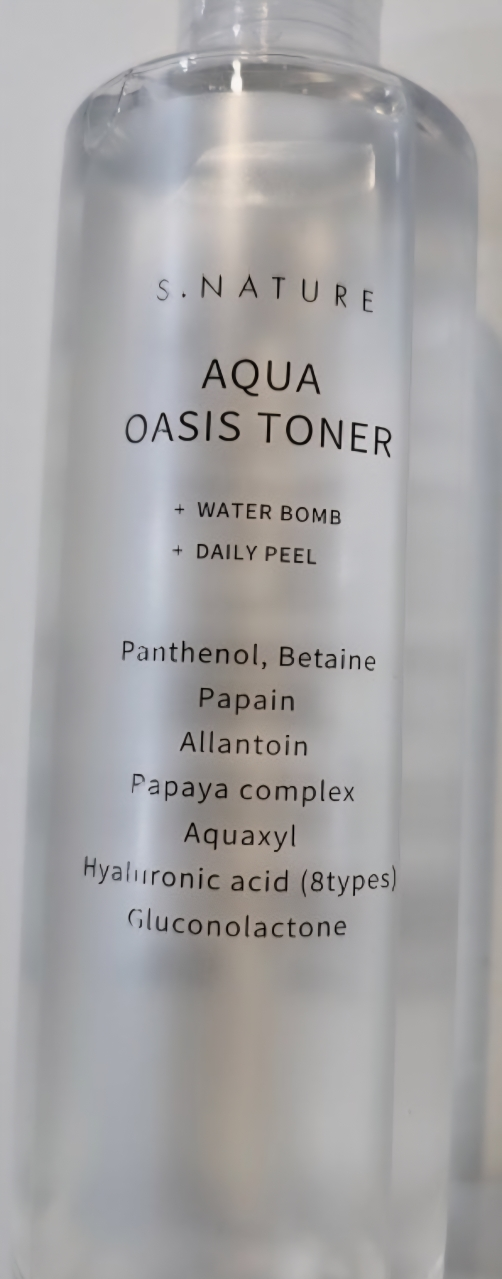 S.NATURE
AQUA
OASIS TONER
+ WATER BOMB
+ DAILY PEEL
Panthenol, Betaine
Papain
Allantoin
Papaya complex
Aquaxyl
Hyaluronic acid (8types)
Gluconolactone